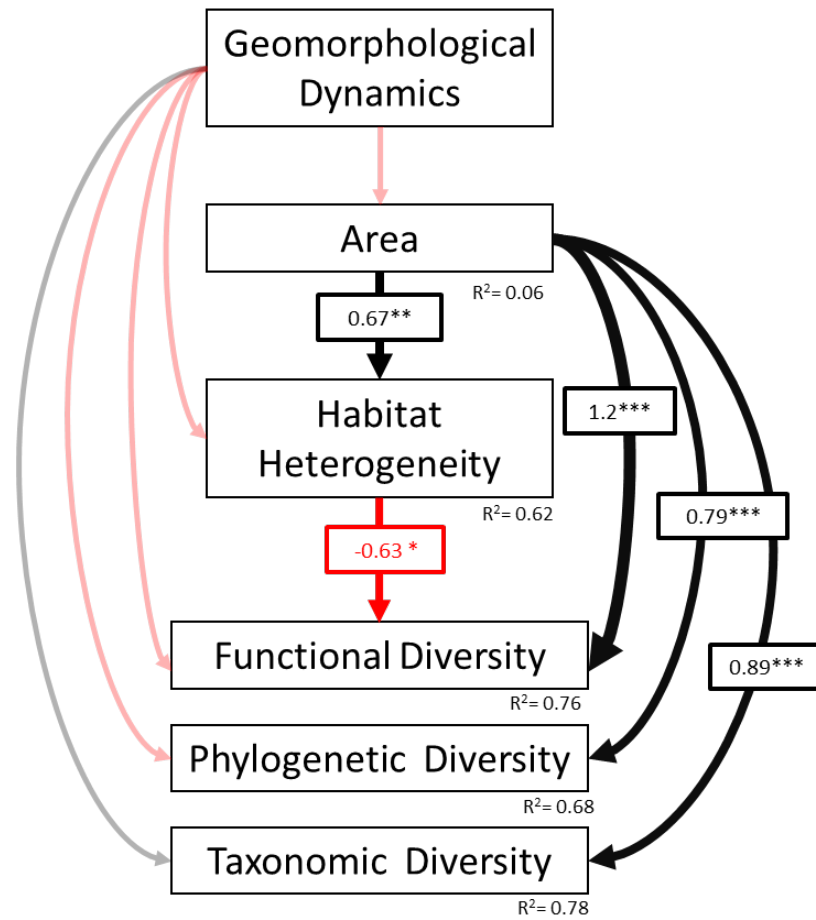 Geomorphological
Dynamics
Area
R²= 0.06
0.67**
Habitat
Heterogeneity
1.2***
R²= 0.62
0.79***
-0.63 *
Functional Diversity
0.89***
R²= 0.76
Phylogenetic Diversity
R²= 0.68
Taxonomic Diversity
R²= 0.78